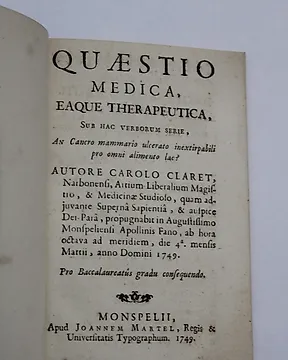 QUÆSTIO
MEDICA,
EAQUE THERAPEUTICA,
SUB HAC VERBORUM SERIE,
AN Cancro mammario ulcerato inextirpabili
pro omni alimento lac?
AUTORE CAROLO CLARET,
Narbonensi, Artium Liberalium Magis-
tro, & Medicinæ Studioso, quam ad-
juvante Supernâ Sapientiâ, & auspice
Dei-Parâ, propugnabit in Augustissimo
Monspeliensi Apollinis Fano, ab hora
octava ad meridiem, die 4ª. mensis
Martii, anno Domini 1749.
Pro Baccalaureatûs gradu consequendo.
MONSPELII,
Apud JOANNEM MARTEL, Regis &
Universitatis Typographum. 1749.